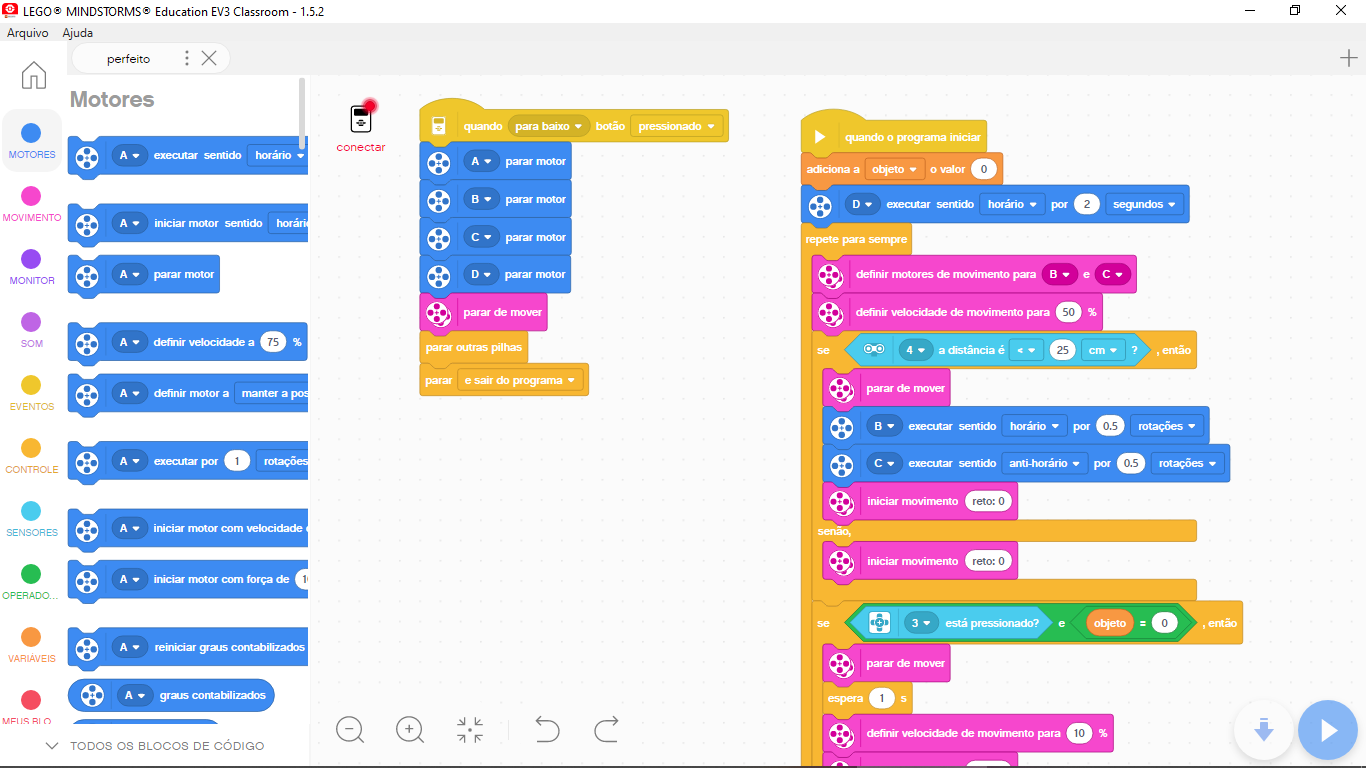 LEGO® MINDSTORMS® Education EV3 Classroom - 1.5.2
Arquivo Ajuda
perfeito
MOTORES
MOVIMENTO
MONITOR
SOM
EVENTOS
CONTROLE
SENSORES
OPERADO...
VARIÁVEIS
MEUS BLO...
Motores
A executar sentido horário
A iniciar motor sentido
A parar motor
A definir velocidade a 75 %
A definir motor a
A executar por 1 rotações
A iniciar motor com velocidade
A iniciar motor com força de
A reiniciar graus contabilizados
A graus contabilizados
TODOS OS BLOCOS DE CÓDIGO
conectar
quando para baixo botão pressionado
A parar motor
B parar motor
C parar motor
D parar motor
parar de mover
parar outras pilhas
parar e sair do programa
quando o programa iniciar
adiciona a objeto o valor 0
D executar sentido horário por 2 segundos
repete para sempre
definir motores de movimento para B e C
definir velocidade de movimento para 50 %
se 4 a distância é < 25 cm ? , então
parar de mover
B executar sentido horário por 0.5 rotações
C executar sentido anti-horário por 0.5 rotações
iniciar movimento reto: 0
senão,
iniciar movimento reto: 0
se 3 está pressionado? e objeto = 0 , então
parar de mover
espera 1 s
definir velocidade de movimento para 10 %